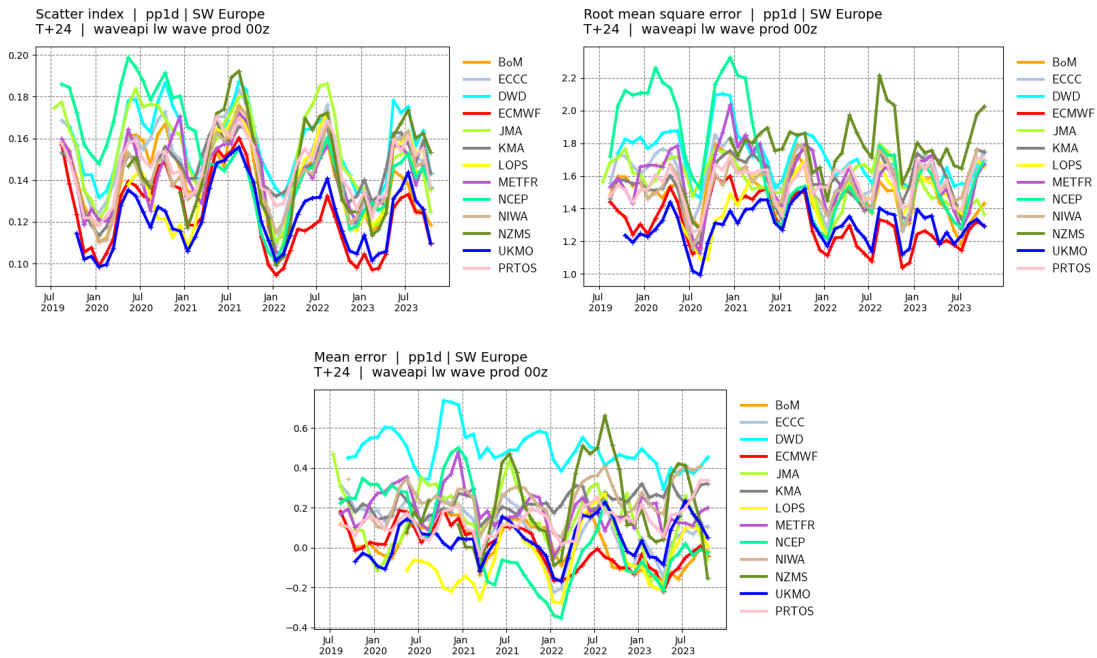 Scatter index | pp1d | SW Europe
T+24 | waveapi lw wave prod 00z
0.20
0.18
0.16
0.14
0.12
0.10
Jul
2019
Jan
2020
Jul
2020
Jan
2021
Jul
2021
Jan
2022
Jul
2022
Jan
2023
Jul
2023
BoM
ECCC
DWD
ECMWF
JMA
KMA
LOPS
METFR
NCEP
NIWA
NZMS
UKMO
PRTOS
Root mean square error | pp1d | SW Europe
T+24 | waveapi lw wave prod 00z
2.2
2.0
1.8
1.6
1.4
1.2
1.0
Jul
2019
Jan
2020
Jul
2020
Jan
2021
Jul
2021
Jan
2022
Jul
2022
Jan
2023
Jul
2023
BoM
ECCC
DWD
ECMWF
JMA
KMA
LOPS
METFR
NCEP
NIWA
NZMS
UKMO
PRTOS
Mean error | pp1d | SW Europe
T+24 | waveapi lw wave prod 00z
0.6
0.4
0.2
0.0
−0.2
−0.4
Jul
2019
Jan
2020
Jul
2020
Jan
2021
Jul
2021
Jan
2022
Jul
2022
Jan
2023
Jul
2023
BoM
ECCC
DWD
ECMWF
JMA
KMA
LOPS
METFR
NCEP
NIWA
NZMS
UKMO
PRTOS